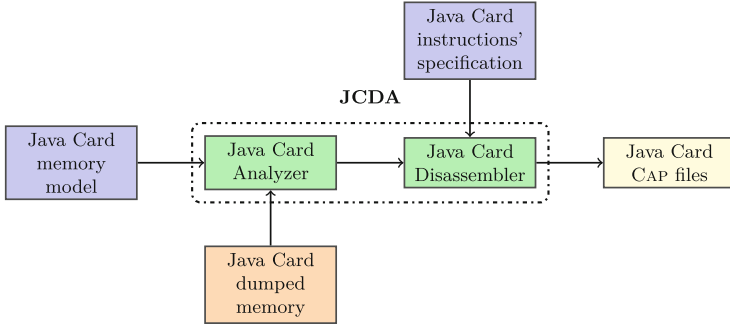 Java Card
instructions'
specification
JCDA
Java Card
memory
model
Java Card
Analyzer
Java Card
Disassembler
Java Card
CAP files
Java Card
dumped
memory